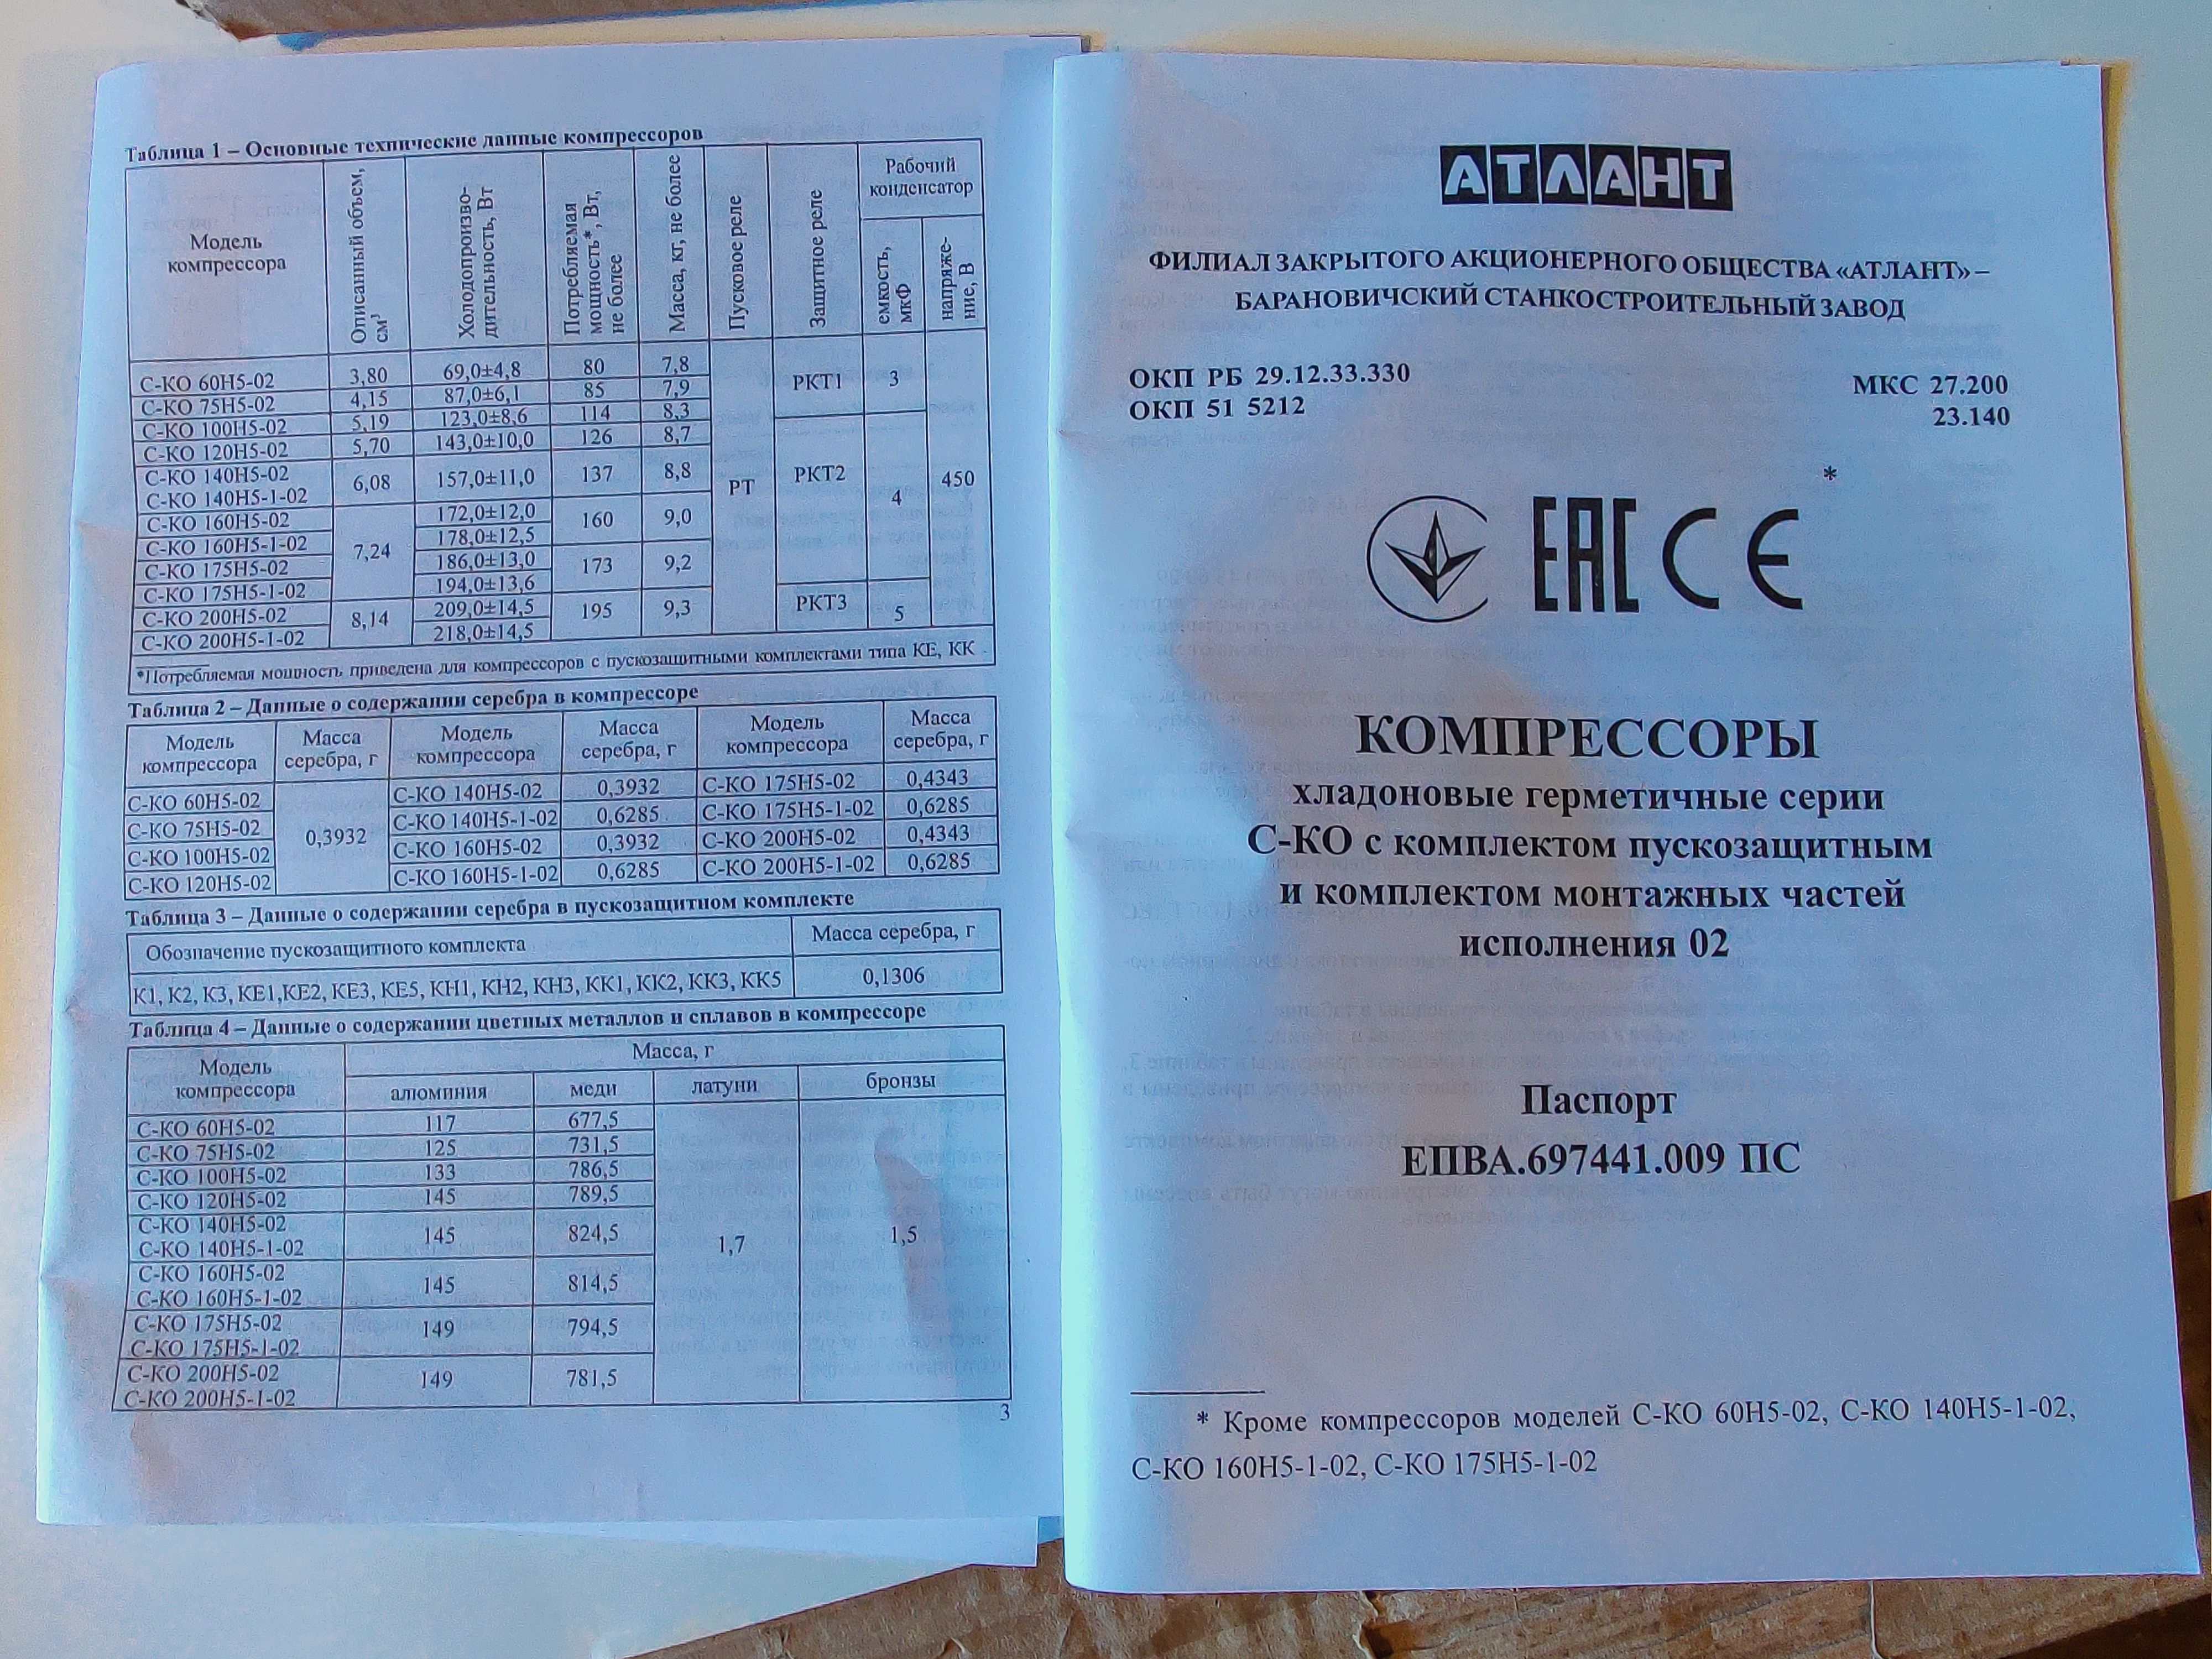 Таблица 1 – Основные технические данные компрессоров
Модель компрессора | Описанный объем, см³ | Холодопроизво-дительность, Вт | Потребляемая мощность*, Вт, не более | Масса, кг, не более | Пусковое реле | Защитное реле | Рабочий конденсатор
емкость, мкФ | напряже-ние, В
С-КО 60Н5-02 | 3,80 | 69,0±4,8 | 80 | 7,8 | РТ | РКТ1 | 3 | 450
С-КО 75Н5-02 | 4,15 | 87,0±6,1 | 85 | 7,9
С-КО 100Н5-02 | 5,19 | 123,0±8,6 | 114 | 8,3 | РКТ2 | 4
С-КО 120Н5-02 | 5,70 | 143,0±10,0 | 126 | 8,7
С-КО 140Н5-02 | 6,08 | 157,0±11,0 | 137 | 8,8
С-КО 140Н5-1-02
С-КО 160Н5-02 | 7,24 | 172,0±12,0 | 160 | 9,0
С-КО 160Н5-1-02 | 178,0±12,5
С-КО 175Н5-02 | 186,0±13,0 | 173 | 9,2
С-КО 175Н5-1-02 | 194,0±13,6
С-КО 200Н5-02 | 8,14 | 209,0±14,5 | 195 | 9,3 | РКТ3 | 5
С-КО 200Н5-1-02 | 218,0±14,5
*Потребляемая мощность приведена для компрессоров с пускозащитными комплектами типа КЕ, КК
Таблица 2 – Данные о содержании серебра в компрессоре
Модель компрессора | Масса серебра, г | Модель компрессора | Масса серебра, г | Модель компрессора | Масса серебра, г
С-КО 60Н5-02 | 0,3932 | С-КО 140Н5-02 | 0,3932 | С-КО 175Н5-02 | 0,4343
С-КО 75Н5-02 | С-КО 140Н5-1-02 | 0,6285 | С-КО 175Н5-1-02 | 0,6285
С-КО 100Н5-02 | С-КО 160Н5-02 | 0,3932 | С-КО 200Н5-02 | 0,4343
С-КО 120Н5-02 | С-КО 160Н5-1-02 | 0,6285 | С-КО 200Н5-1-02 | 0,6285
Таблица 3 – Данные о содержании серебра в пускозащитном комплекте
Обозначение пускозащитного комплекта | Масса серебра, г
К1, К2, К3, КЕ1,КЕ2, КЕ3, КЕ5, КН1, КН2, КН3, КК1, КК2, КК3, КК5 | 0,1306
Таблица 4 – Данные о содержании цветных металлов и сплавов в компрессоре
Модель компрессора | Масса, г
алюминия | меди | латуни | бронзы
С-КО 60Н5-02 | 117 | 677,5 | 1,7 | 1,5
С-КО 75Н5-02 | 125 | 731,5
С-КО 100Н5-02 | 133 | 786,5
С-КО 120Н5-02 | 145 | 789,5
С-КО 140Н5-02 | 145 | 824,5
С-КО 140Н5-1-02
С-КО 160Н5-02 | 145 | 814,5
С-КО 160Н5-1-02
С-КО 175Н5-02 | 149 | 794,5
С-КО 175Н5-1-02
С-КО 200Н5-02 | 149 | 781,5
С-КО 200Н5-1-02
3
АТЛАНТ
ФИЛИАЛ ЗАКРЫТОГО АКЦИОНЕРНОГО ОБЩЕСТВА «АТЛАНТ» –
БАРАНОВИЧСКИЙ СТАНКОСТРОИТЕЛЬНЫЙ ЗАВОД
ОКП РБ 29.12.33.330
ОКП 51 5212
МКС 27.200
23.140
EAC CE *
КОМПРЕССОРЫ
хладоновые герметичные серии
С-КО с комплектом пускозащитным
и комплектом монтажных частей
исполнения 02
Паспорт
ЕПВА.697441.009 ПС
* Кроме компрессоров моделей С-КО 60Н5-02, С-КО 140Н5-1-02,
С-КО 160Н5-1-02, С-КО 175Н5-1-02